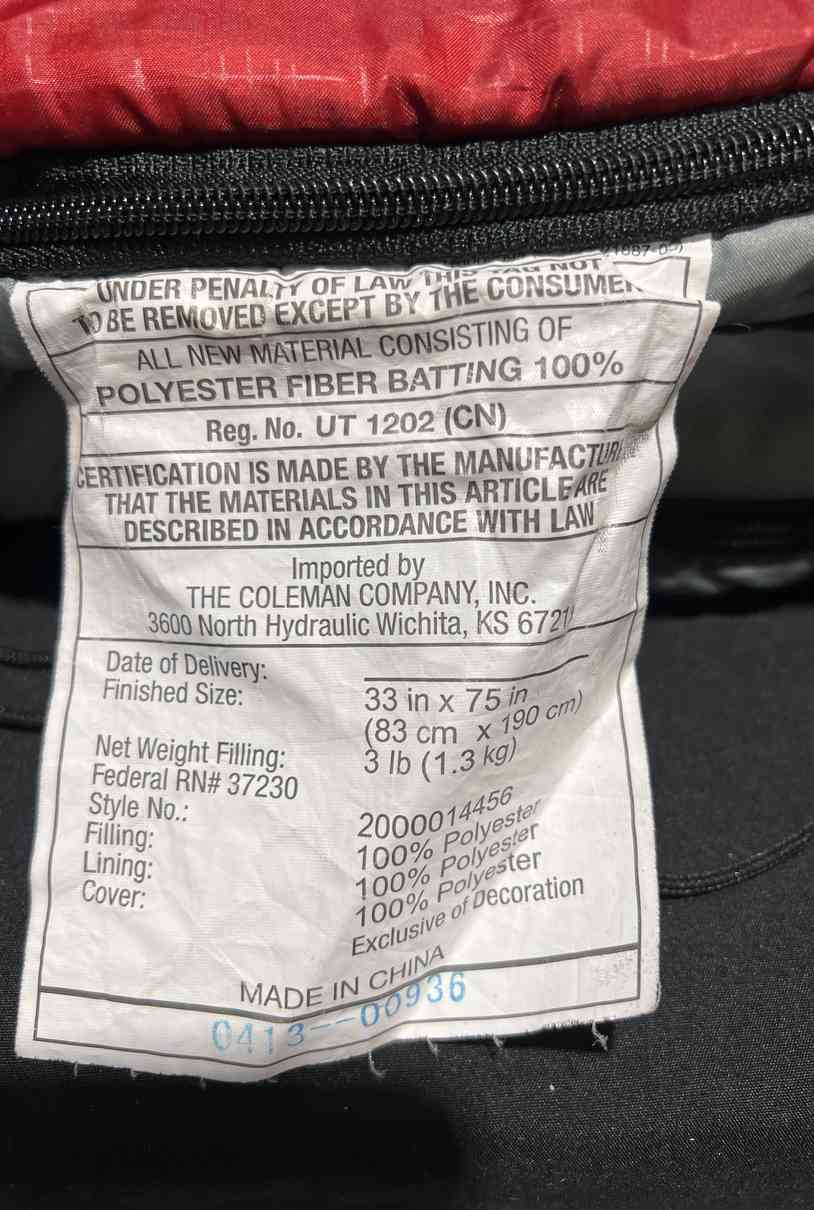 1887-05)
UNDER PENALTY OF LAW THIS TAG NOT
TO BE REMOVED EXCEPT BY THE CONSUMER
ALL NEW MATERIAL CONSISTING OF
POLYESTER FIBER BATTING 100%
Reg. No. UT 1202 (CN)
CERTIFICATION IS MADE BY THE MANUFACTUR
THAT THE MATERIALS IN THIS ARTICLE ARE
DESCRIBED IN ACCORDANCE WITH LAW
Imported by
THE COLEMAN COMPANY, INC.
3600 North Hydraulic Wichita, KS 67219
Date of Delivery:
Finished Size: 33 in x 75 in
(83 cm x 190 cm)
Net Weight Filling: 3 lb (1.3 kg)
Federal RN# 37230
Style No.: 2000014456
Filling: 100% Polyester
Lining: 100% Polyester
Cover: 100% Polyester
Exclusive of Decoration
MADE IN CHINA
0413--00936